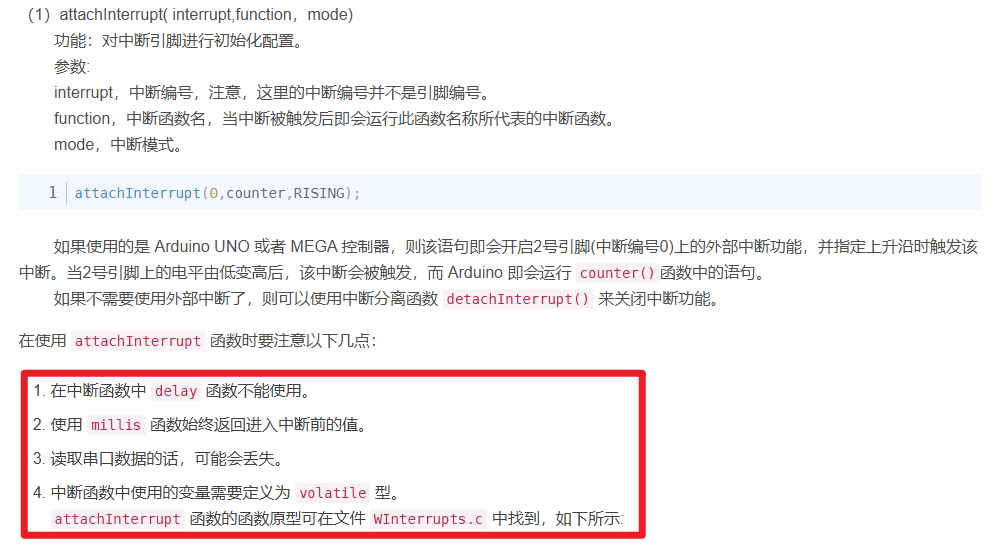 （1）attachInterrupt( interrupt,function，mode)
功能：对中断引脚进行初始化配置。
参数:
interrupt，中断编号，注意，这里的中断编号并不是引脚编号。
function，中断函数名，当中断被触发后即会运行此函数名称所代表的中断函数。
mode，中断模式。
1 attachInterrupt(0,counter,RISING);
如果使用的是 Arduino UNO 或者 MEGA 控制器，则该语句即会开启2号引脚(中断编号0)上的外部中断功能，并指定上升沿时触发该
中断。当2号引脚上的电平由低变高后，该中断会被触发，而 Arduino 即会运行 counter() 函数中的语句。
如果不需要使用外部中断了，则可以使用中断分离函数 detachInterrupt() 来关闭中断功能。
在使用 attachInterrupt 函数时要注意以下几点：
1. 在中断函数中 delay 函数不能使用。
2. 使用 millis 函数始终返回进入中断前的值。
3. 读取串口数据的话，可能会丢失。
4. 中断函数中使用的变量需要定义为 volatile 型。
attachInterrupt 函数的函数原型可在文件 WInterrupts.c 中找到，如下所示: